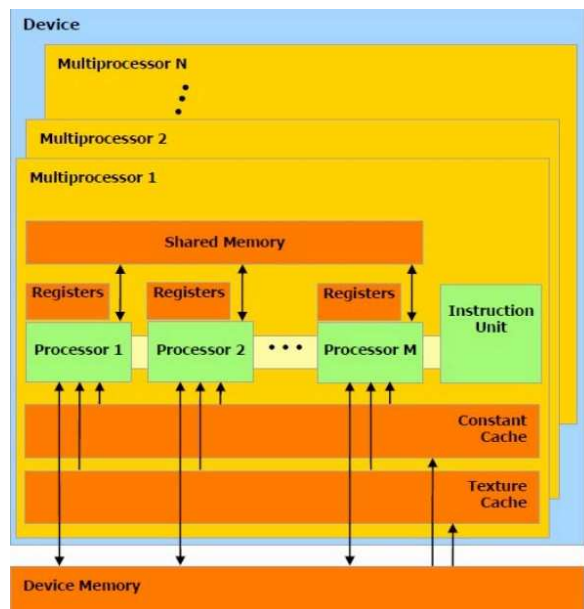 Device
Multiprocessor N
Multiprocessor 2
Multiprocessor 1
Shared Memory
Registers
Registers
Registers
Instruction
Unit
Processor 1
Processor 2
Processor M
Constant
Cache
Texture
Cache
Device Memory